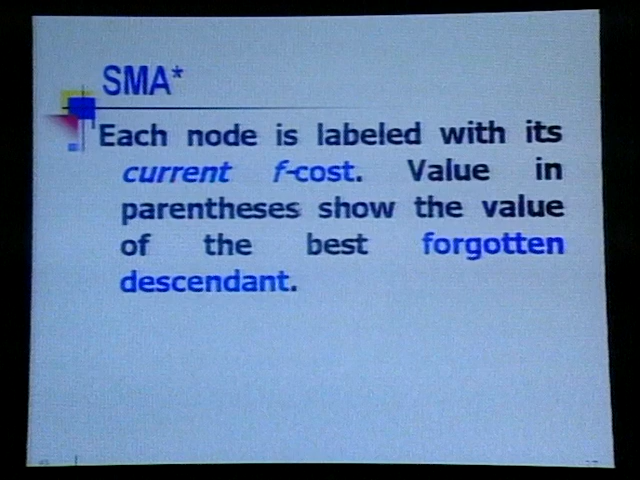 SMA*
Each node is labeled with its
current f-cost. Value in
parentheses show the value
of the best forgotten
descendant.